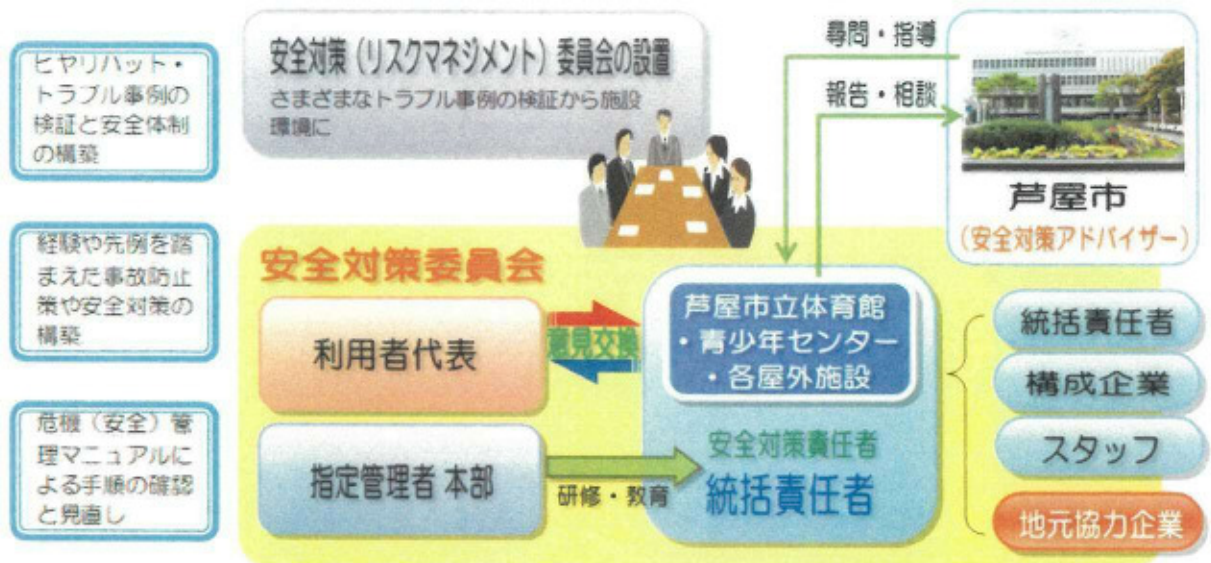 ヒヤリハット・
トラブル事例の
検証と安全体制
の構築
経験や先例を踏
まえた事故防止
策や安全対策の
構築
危機（安全）管
理マニュアルに
よる手順の確認
と見直し
安全対策（リスクマネジメント）委員会の設置
さまざまなトラブル事例の検証から施設
環境に
尋問・指導
報告・相談
芦屋市
（安全対策アドバイザー）
安全対策委員会
利用者代表
意見交換
芦屋市立体育館
・青少年センター
・各屋外施設
指定管理者 本部
研修・教育
安全対策責任者
統括責任者
統括責任者
構成企業
スタッフ
地元協力企業